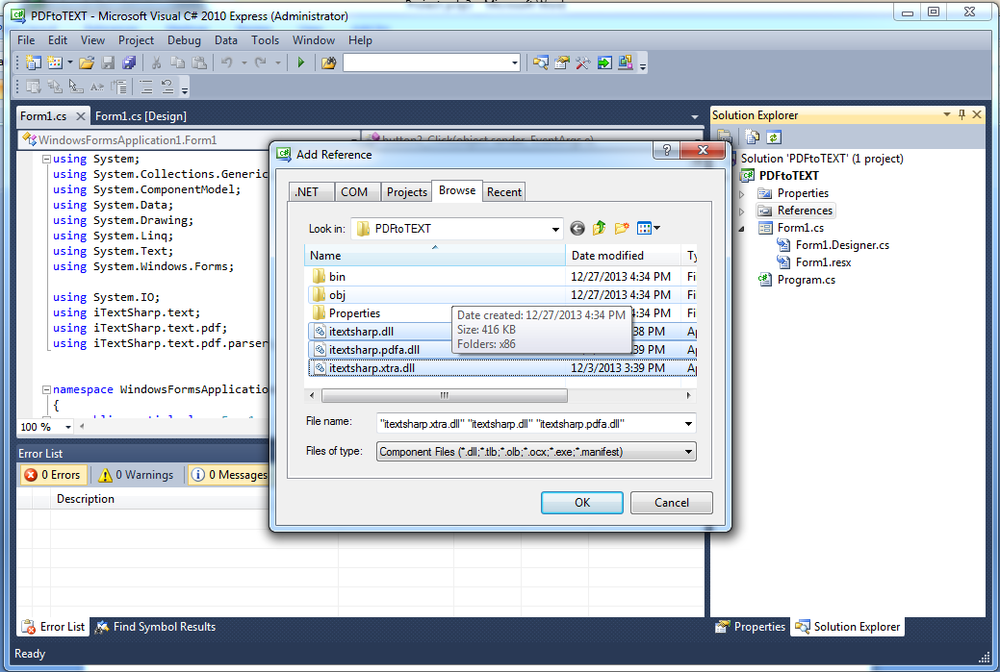 PDFtoTEXT - Microsoft Visual C# 2010 Express (Administrator)
File Edit View Project Debug Data Tools Window Help
Form1.cs Form1.cs [Design]
WindowsFormsApplication1.Form1 button2_Click(object sender, EventArgs e)
using System;
using System.Collections.Generic
using System.ComponentModel;
using System.Data;
using System.Drawing;
using System.Linq;
using System.Text;
using System.Windows.Forms;
using System.IO;
using iTextSharp.text;
using iTextSharp.text.pdf;
using iTextSharp.text.pdf.parser
namespace WindowsFormsApplication
{
100 %
Error List
0 Errors 0 Warnings 0 Messages
Description
Error List Find Symbol Results
Ready
Add Reference
.NET COM Projects Browse Recent
Look in: PDFtoTEXT
Name Date modified Ty
bin 12/27/2013 4:34 PM Fi
obj 12/27/2013 4:34 PM Fi
Properties :34 PM Fi
itextsharp.dll 38 PM Ap
itextsharp.pdfa.dll :39 PM Ap
itextsharp.xtra.dll 12/3/2013 3:39 PM Ap
Date created: 12/27/2013 4:34 PM
Size: 416 KB
Folders: x86
File name: "itextsharp.xtra.dll" "itextsharp.dll" "itextsharp.pdfa.dll"
Files of type: Component Files (*.dll;*.tlb;*.olb;*.ocx;*.exe;*.manifest)
OK Cancel
Solution Explorer
Solution 'PDFtoTEXT' (1 project)
PDFtoTEXT
Properties
References
Form1.cs
Form1.Designer.cs
Form1.resx
Program.cs
Properties Solution Explorer